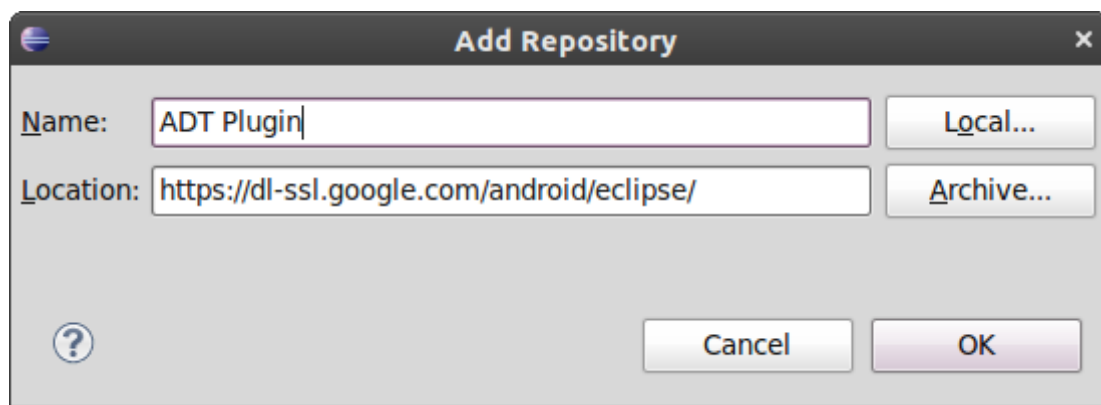 Add Repository
Name: ADT Plugin Local...
Location: https://dl-ssl.google.com/android/eclipse/ Archive...
? Cancel OK